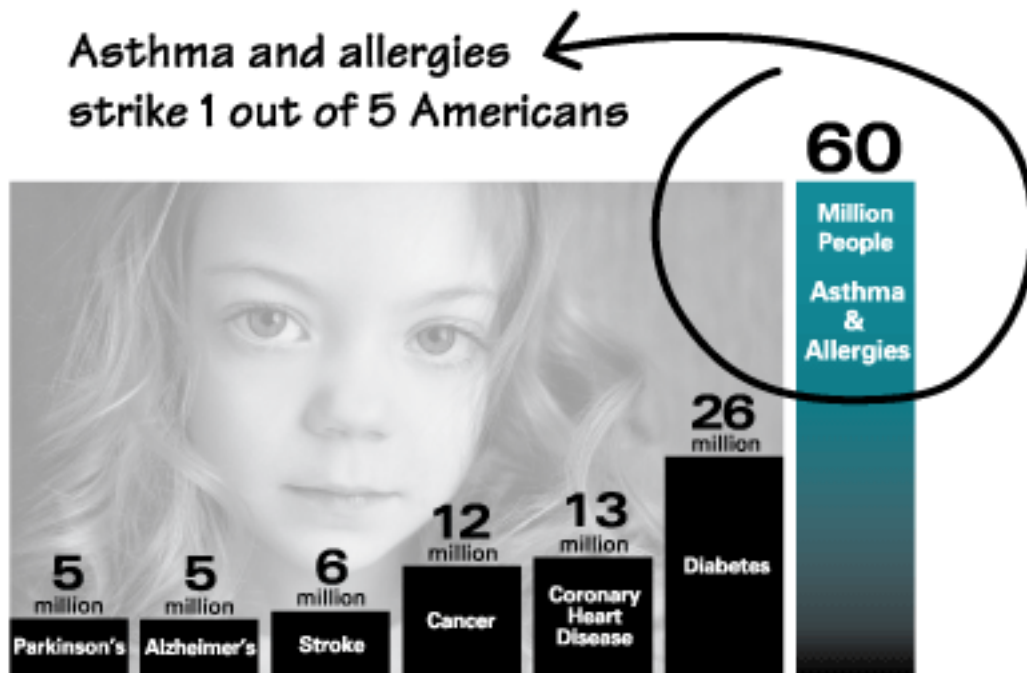 Asthma and allergies
strike 1 out of 5 Americans
60
Million
People
Asthma
&
Allergies
26
million
Diabetes
13
million
Coronary
Heart
Disease
12
million
Cancer
6
million
Stroke
5
million
Alzheimer's
5
million
Parkinson's